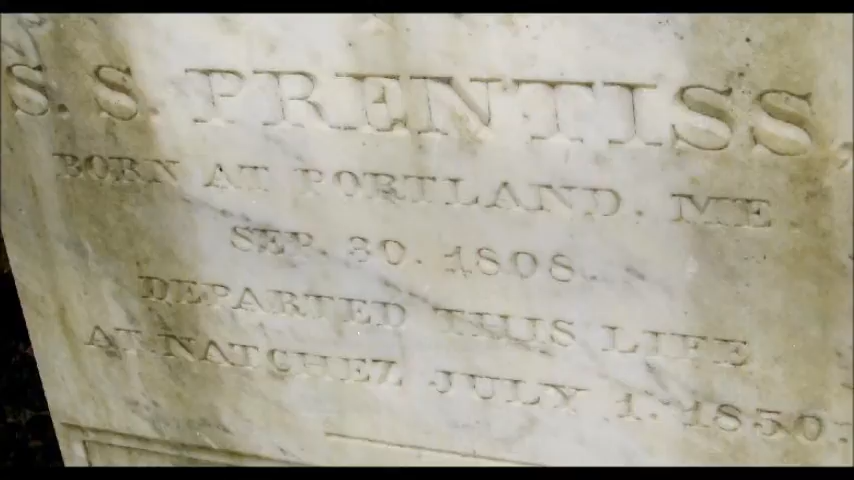 S. S. PRENTISS,
BORN AT PORTLAND, ME.
SEP. 30. 1808.
DEPARTED THIS LIFE
AT NATCHEZ JULY 1. 1850.